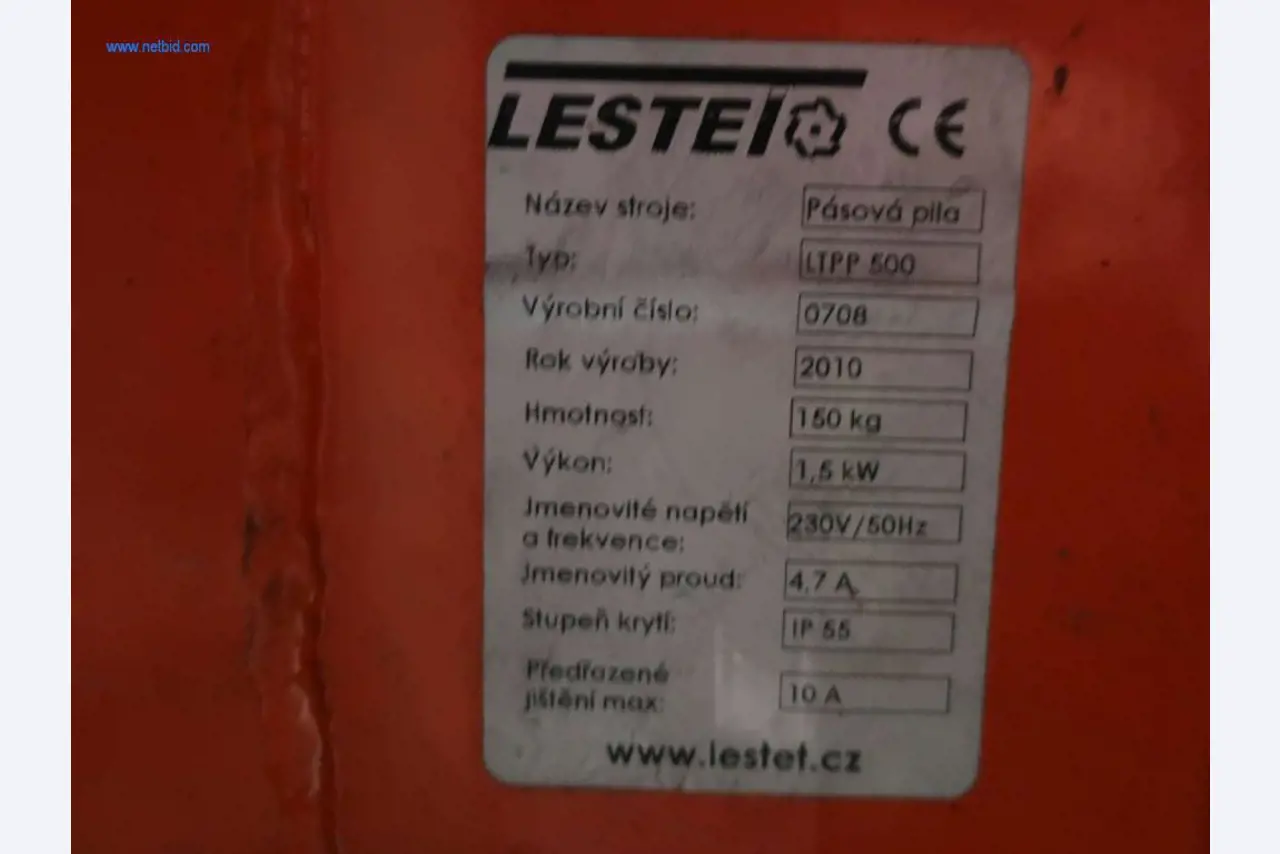 www.netbid.com
LESTET CE
Název stroje: Pásová pila
Typ: LTPP 500
Výrobní číslo: 0708
Rok výroby: 2010
Hmotnost: 150 kg
Výkon: 1,5 kW
Jmenovité napětí
a frekvence: 230V/50Hz
Jmenovitý proud: 4,7 A
Stupeň krytí: IP 55
Předřazené
jištění max: 10 A
www.lestet.cz